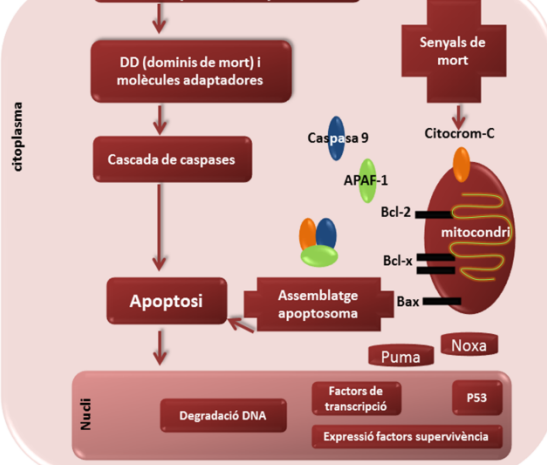 DD (dominis de mort) i
molècules adaptadores
Senyals de
mort
citoplasma
Caspasa 9
Citocrom-C
Cascada de caspases
APAF-1
Bcl-2
mitocondri
Bcl-x
Apoptosi
Assemblatge
apoptosoma
Bax
Puma
Noxa
Nucli
Degradació DNA
Factors de
transcripció
P53
Expressió factors supervivència